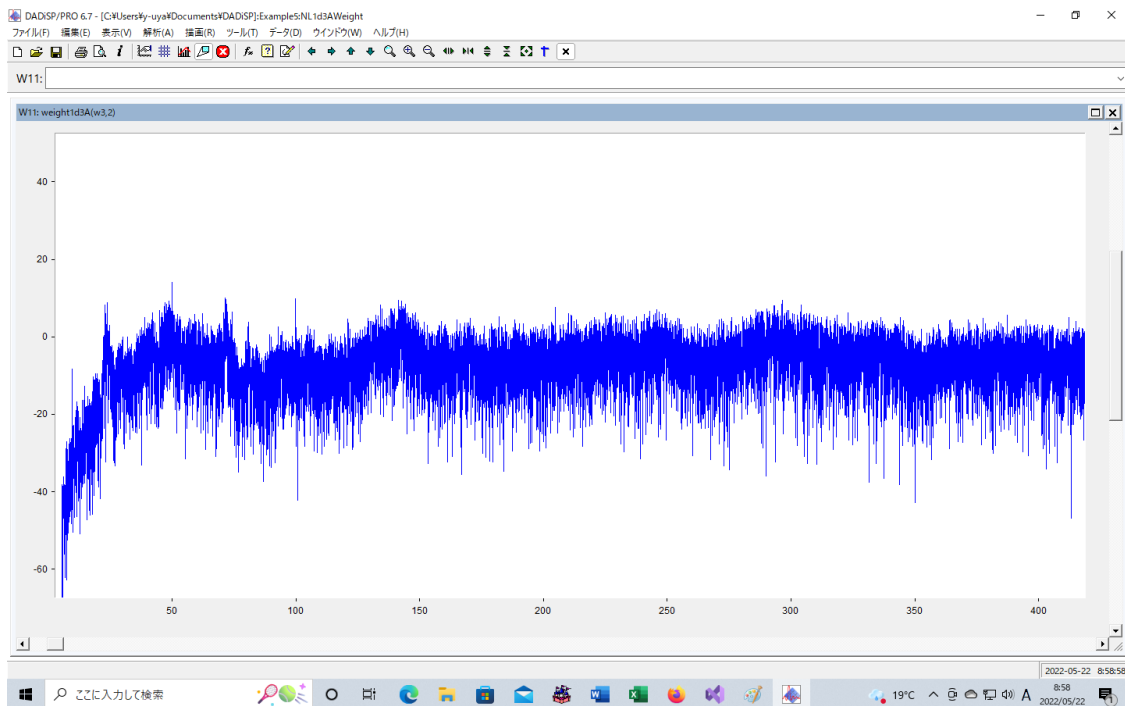 DADiSP/PRO 6.7 - [C:¥Users¥y-uya¥Documents¥DADiSP]:Example5:NL1d3AWeight
ファイル(F) 編集(E) 表示(V) 解析(A) 描画(R) ツール(T) データ(D) ウインドウ(W) ヘルプ(H)
W11:
W11: weight1d3A(w3,2)
40
20
0
-20
-40
-60
50 100 150 200 250 300 350 400
2022-05-22 8:58:58
ここに入力して検索
19°C
A
8:58
2022/05/22
1